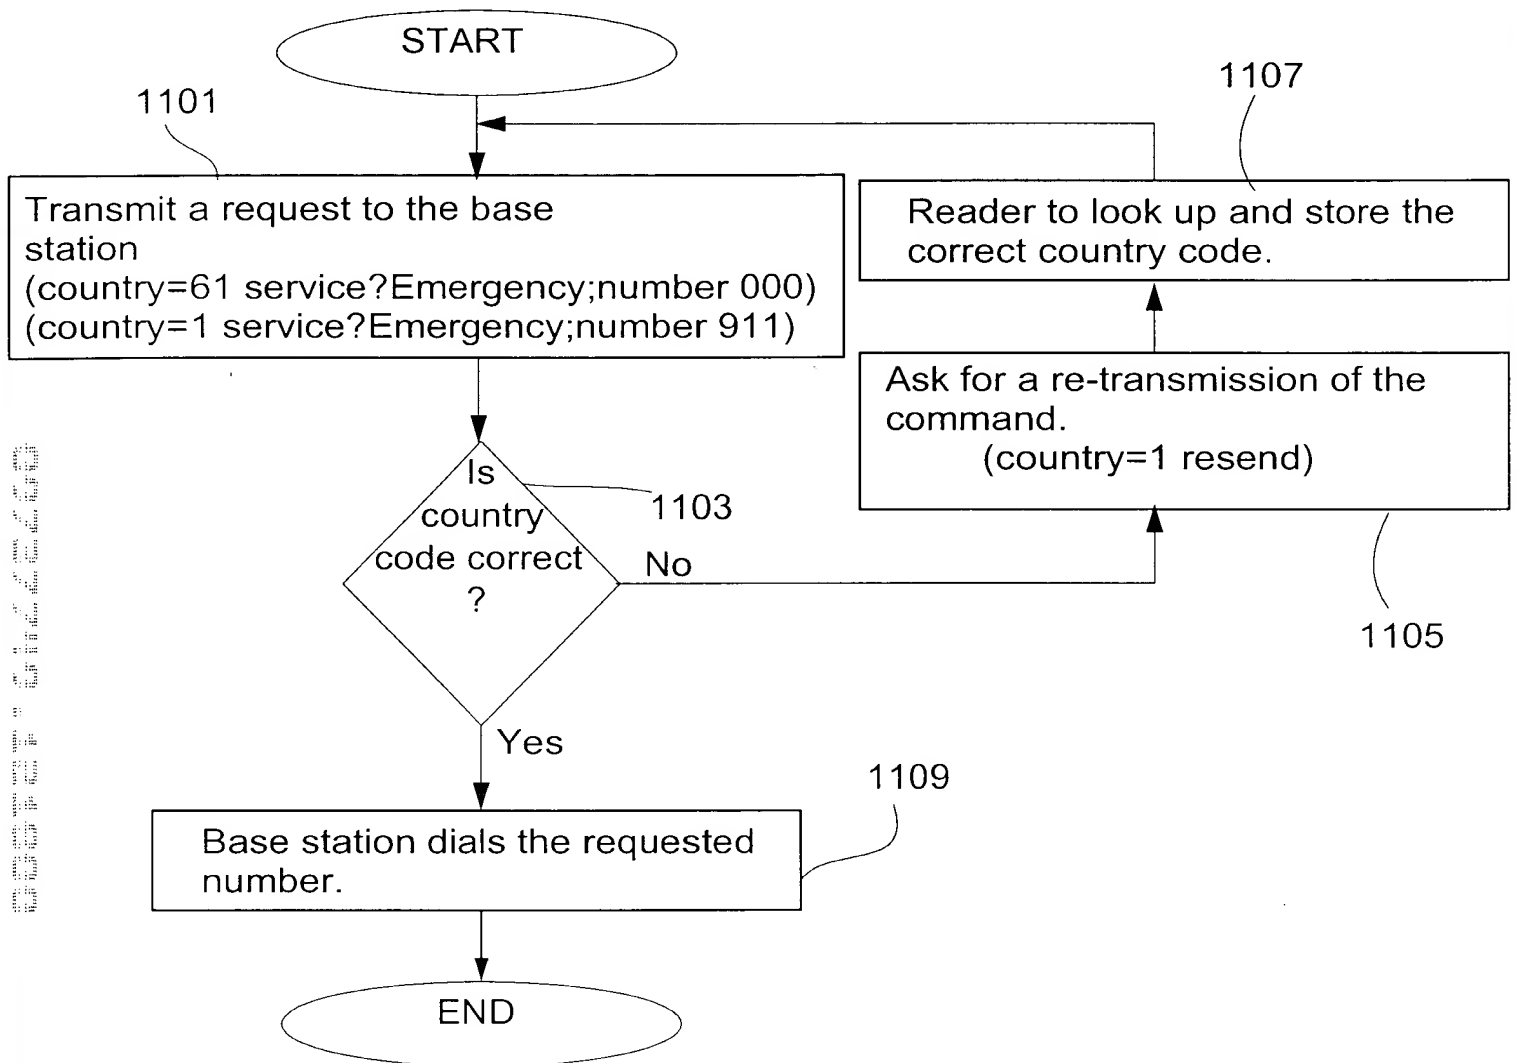 START
1107
1101
Transmit a request to the base
station
(country=61 service?Emergency;number 000)
(country=1 service?Emergency;number 911)
Reader to look up and store the
correct country code.
Ask for a re-transmission of the
command.
(country=1 resend)
Is
country
code correct
?
1103
No
1105
Yes
1109
Base station dials the requested
number.
END